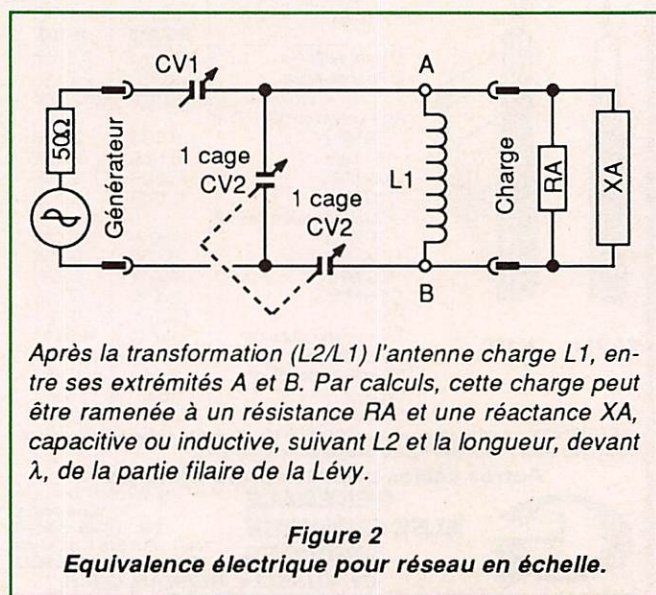 CV1
A
50Ω
Générateur
1 cage
CV2
1 cage
CV2
L1
Charge
RA
XA
B
Après la transformation (L2/L1) l'antenne charge L1, en-
tre ses extrémités A et B. Par calculs, cette charge peut
être ramenée à un résistance RA et une réactance XA,
capacitive ou inductive, suivant L2 et la longueur, devant
λ, de la partie filaire de la Lévy.
Figure 2
Equivalence électrique pour réseau en échelle.